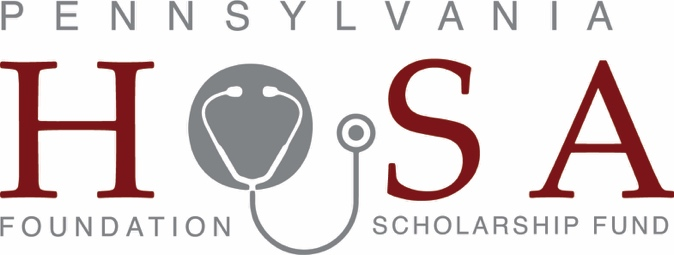 PENNSYLVANIA
HOSA
FOUNDATION SCHOLARSHIP FUND